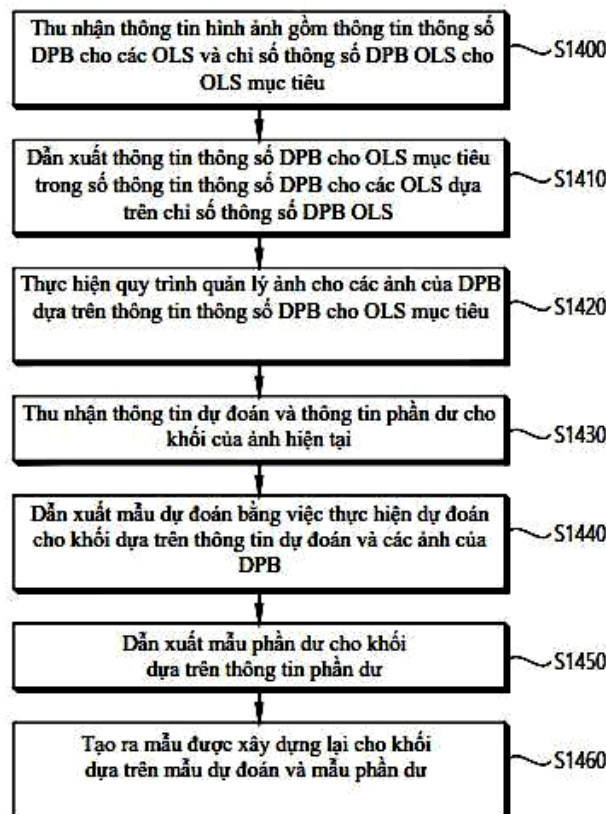 Thu nhận thông tin hình ảnh gồm thông tin thông số
DPB cho các OLS và chỉ số thông số DPB OLS cho
OLS mục tiêu
S1400
Dẫn xuất thông tin thông số DPB cho OLS mục tiêu
trong số thông tin thông số DPB cho các OLS dựa
trên chỉ số thông số DPB OLS
S1410
Thực hiện quy trình quản lý ảnh cho các ảnh của DPB
dựa trên thông tin thông số DPB cho OLS mục tiêu
S1420
Thu nhận thông tin dự đoán và thông tin phần dư cho
khối của ảnh hiện tại
S1430
Dẫn xuất mẫu dự đoán bằng việc thực hiện dự đoán
cho khối dựa trên thông tin dự đoán và các ảnh của
DPB
S1440
Dẫn xuất mẫu phần dư cho khối
dựa trên thông tin phần dư
S1450
Tạo ra mẫu được xây dựng lại cho khối
dựa trên mẫu dự đoán và mẫu phần dư
S1460